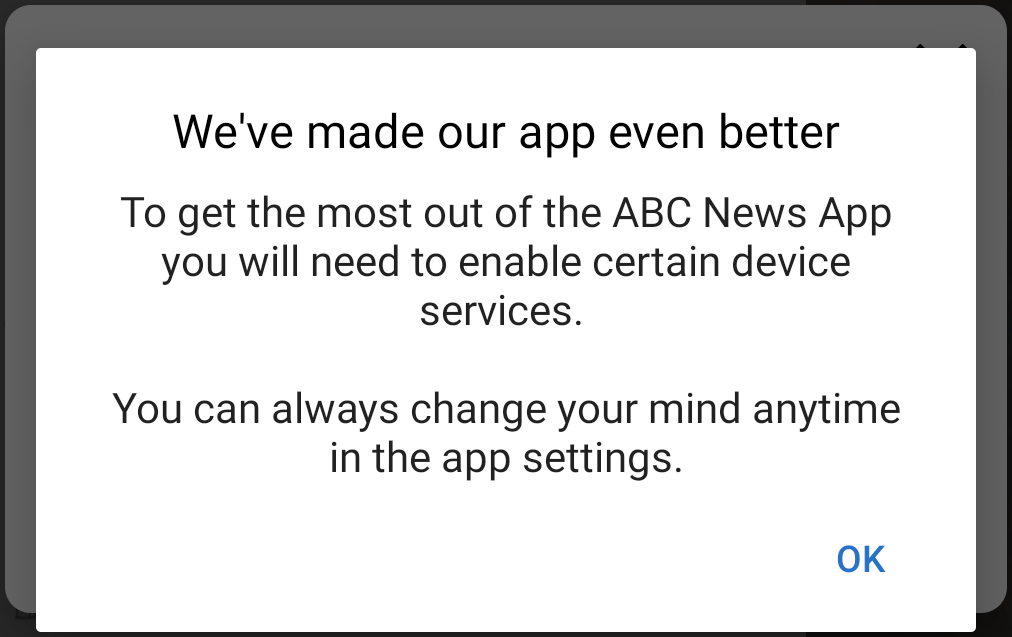 We've made our app even better
To get the most out of the ABC News App
you will need to enable certain device
services.
You can always change your mind anytime
in the app settings.
OK